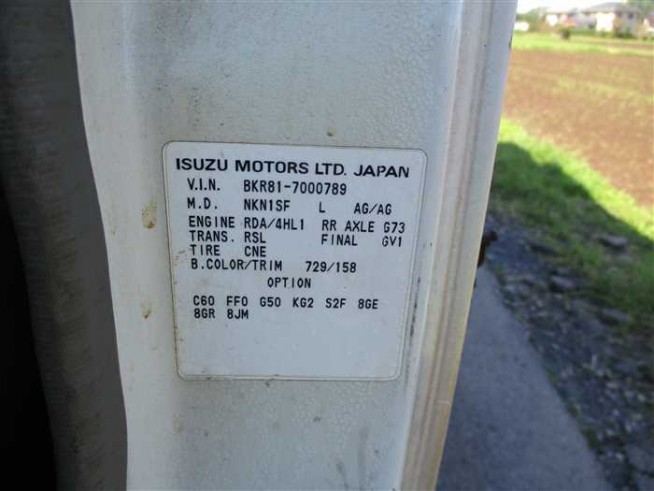 ISUZU MOTORS LTD. JAPAN
V.I.N. BKR81-7000789
M.D. NKN1SF L AG/AG
ENGINE RDA/4HL1 RR AXLE G73
TRANS. RSL FINAL GV1
TIRE CNE
B.COLOR/TRIM 729/158
OPTION
C60 FF0 G50 KG2 S2F 8GE
8GR 8JM